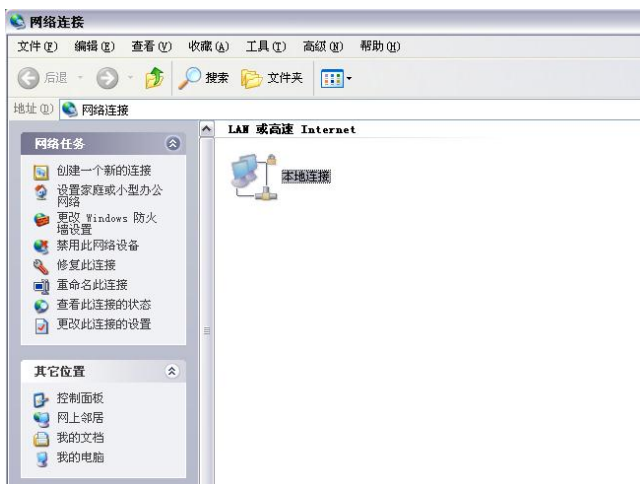 网络连接
文件(F) 编辑(E) 查看(V) 收藏(A) 工具(T) 高级(N) 帮助(H)
后退 搜索 文件夹
地址(D) 网络连接
网络任务
创建一个新的连接
设置家庭或小型办公
网络
更改 Windows 防火
墙设置
禁用此网络设备
修复此连接
重命名此连接
查看此连接的状态
更改此连接的设置
其它位置
控制面板
网上邻居
我的文档
我的电脑
LAN 或高速 Internet
本地连接